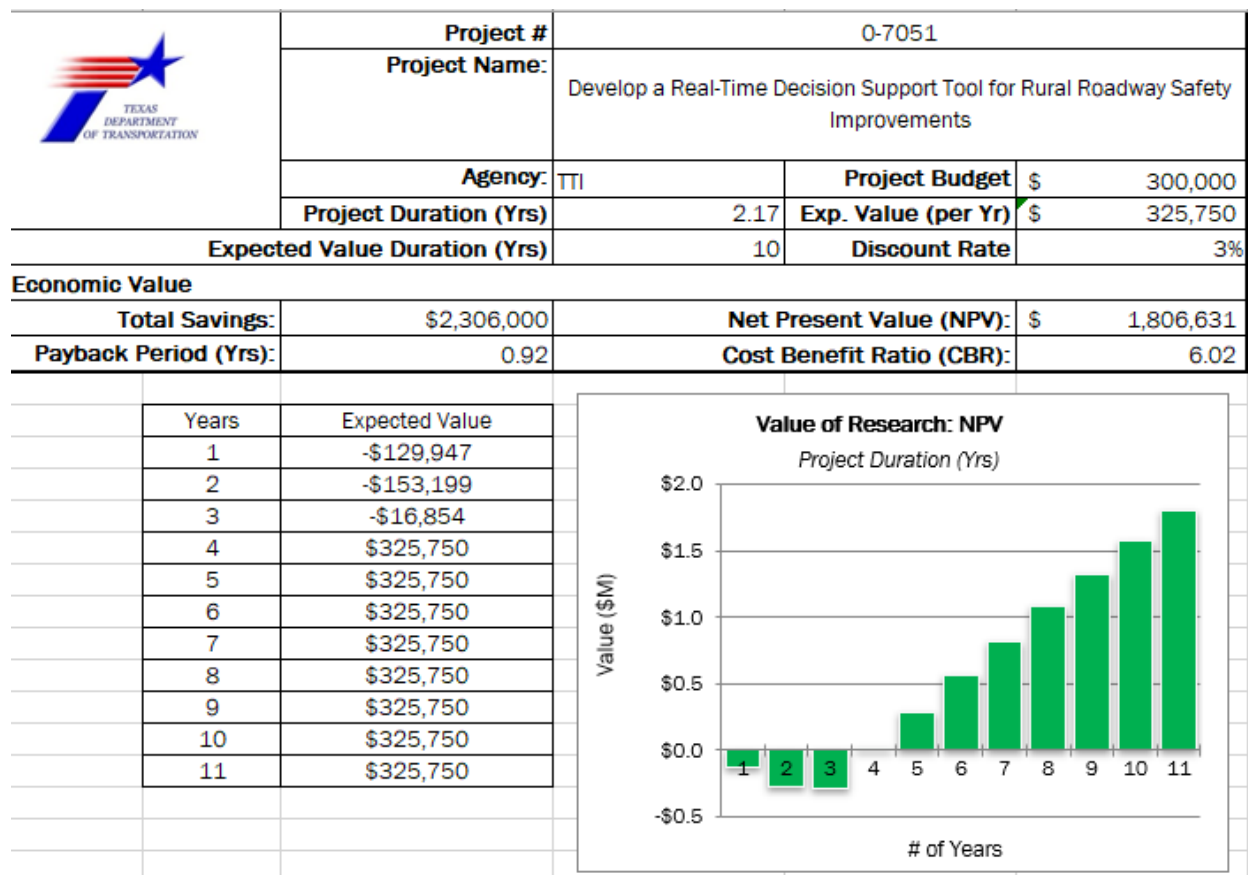 TEXAS
DEPARTMENT
OF TRANSPORTATION
Project # 0-7051
Project Name: Develop a Real-Time Decision Support Tool for Rural Roadway Safety
Improvements
Agency: TTI Project Budget $ 300,000
Project Duration (Yrs) 2.17 Exp. Value (per Yr) $ 325,750
Expected Value Duration (Yrs) 10 Discount Rate 3%
Economic Value
Total Savings: $2,306,000 Net Present Value (NPV): $ 1,806,631
Payback Period (Yrs): 0.92 Cost Benefit Ratio (CBR): 6.02
Years Expected Value
1 -$129,947
2 -$153,199
3 -$16,854
4 $325,750
5 $325,750
6 $325,750
7 $325,750
8 $325,750
9 $325,750
10 $325,750
11 $325,750
Value of Research: NPV
Project Duration (Yrs)
Value ($M)
$2.0
$1.5
$1.0
$0.5
$0.0
-$0.5
1 2 3 4 5 6 7 8 9 10 11
# of Years